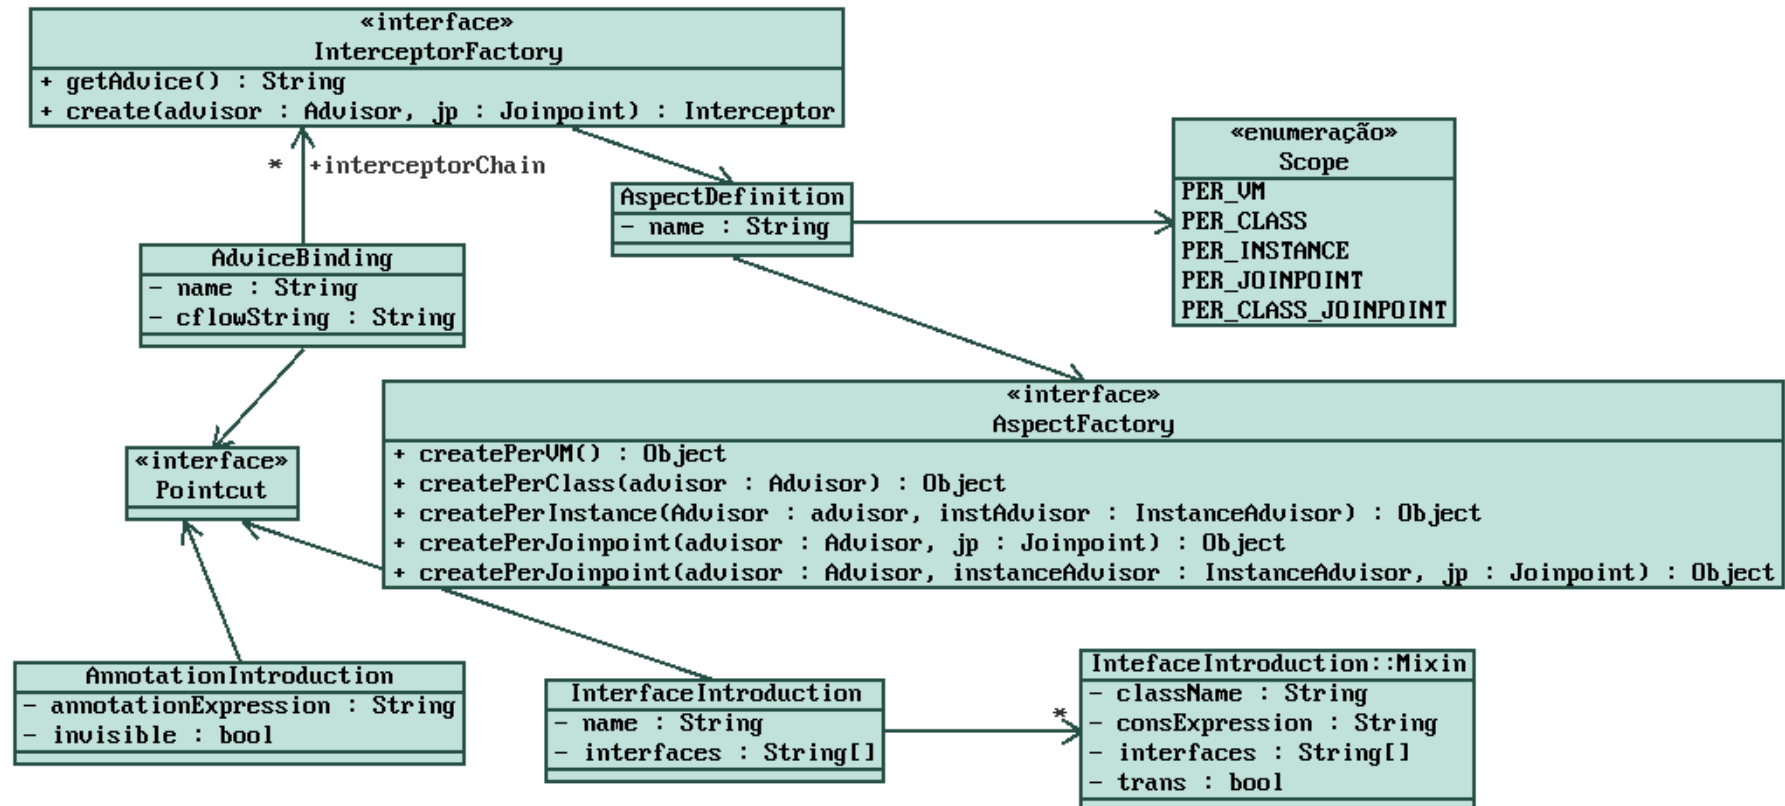 «interface»
InterceptorFactory
+ getAdvice() : String
+ create(advisor : Advisor, jp : Joinpoint) : Interceptor
* +interceptorChain
«enumeração»
Scope
PER_VM
PER_CLASS
PER_INSTANCE
PER_JOINPOINT
PER_CLASS_JOINPOINT
AspectDefinition
- name : String
AdviceBinding
- name : String
- cflowString : String
«interface»
AspectFactory
+ createPerVM() : Object
+ createPerClass(advisor : Advisor) : Object
+ createPerInstance(Advisor : advisor, instAdvisor : InstanceAdvisor) : Object
+ createPerJoinpoint(advisor : Advisor, jp : Joinpoint) : Object
+ createPerJoinpoint(advisor : Advisor, instanceAdvisor : InstanceAdvisor, jp : Joinpoint) : Object
«interface»
Pointcut
AnnotationIntroduction
- annotationExpression : String
- invisible : bool
InterfaceIntroduction
- name : String
- interfaces : String[]
*
IntefaceIntroduction::Mixin
- className : String
- consExpression : String
- interfaces : String[]
- trans : bool